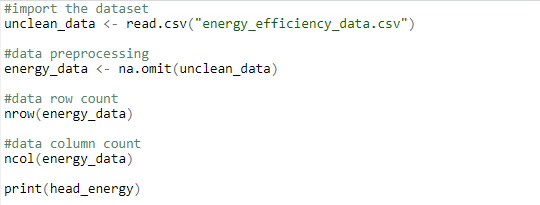 #import the dataset
unclean_data <- read.csv("energy_efficiency_data.csv")
#data preprocessing
energy_data <- na.omit(unclean_data)
#data row count
nrow(energy_data)
#data column count
ncol(energy_data)
print(head_energy)